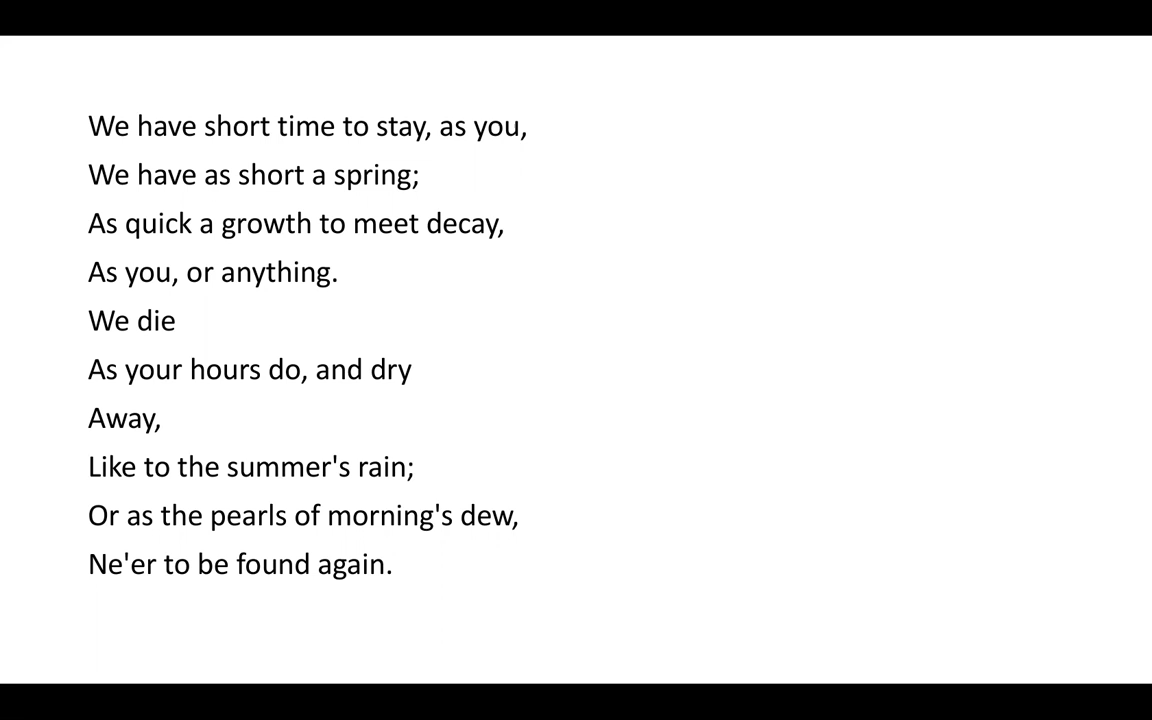 We have short time to stay, as you,
We have as short a spring;
As quick a growth to meet decay,
As you, or anything.
We die
As your hours do, and dry
Away,
Like to the summer's rain;
Or as the pearls of morning's dew,
Ne'er to be found again.